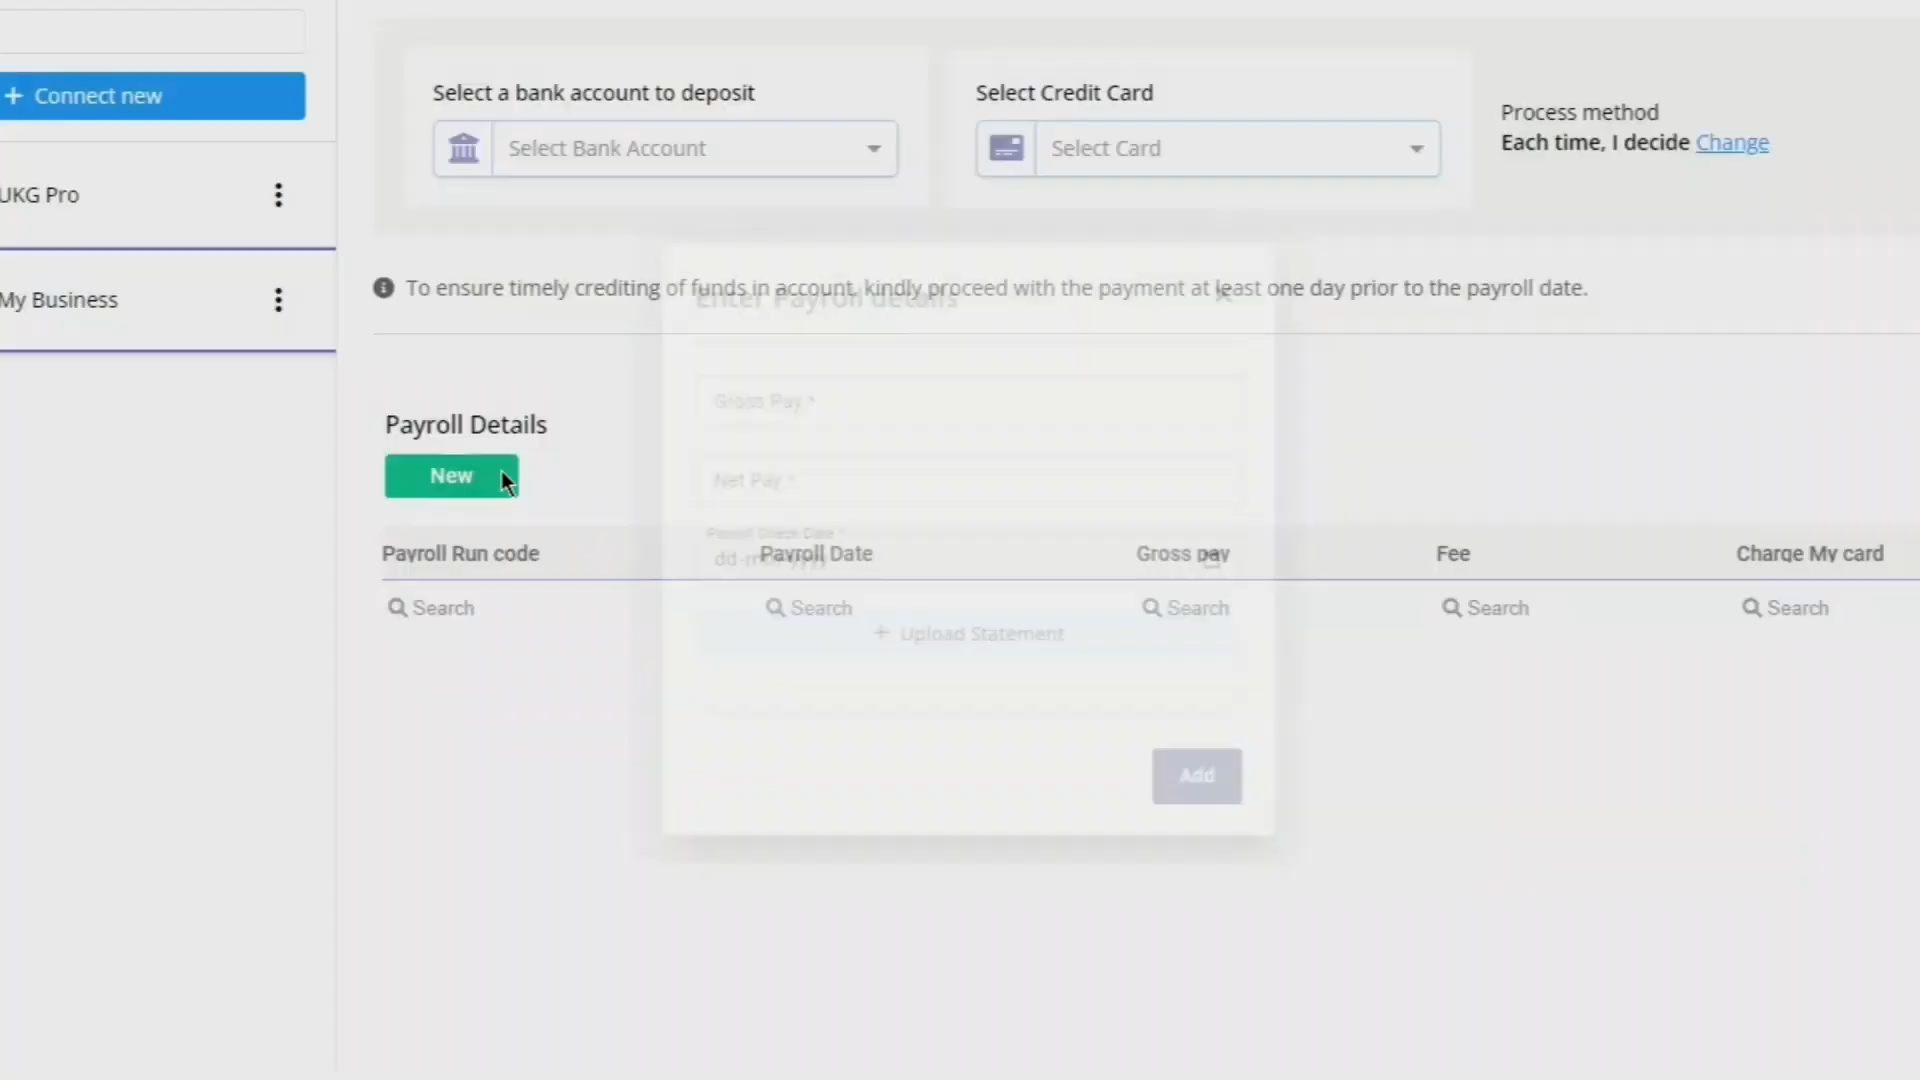 + Connect new
UKG Pro
My Business
Select a bank account to deposit
Select Bank Account
Select Credit Card
Select Card
Process method
Each time, I decide Change
To ensure timely crediting of funds in account, kindly proceed with the payment at least one day prior to the payroll date.
Payroll Details
New
Payroll Run code Payroll Date Gross pay Fee Charge My card
Search Search Search Search Search
Enter Payroll details
Gross Pay *
Net Pay *
Payroll Check Date *
+ Upload Statement
Add